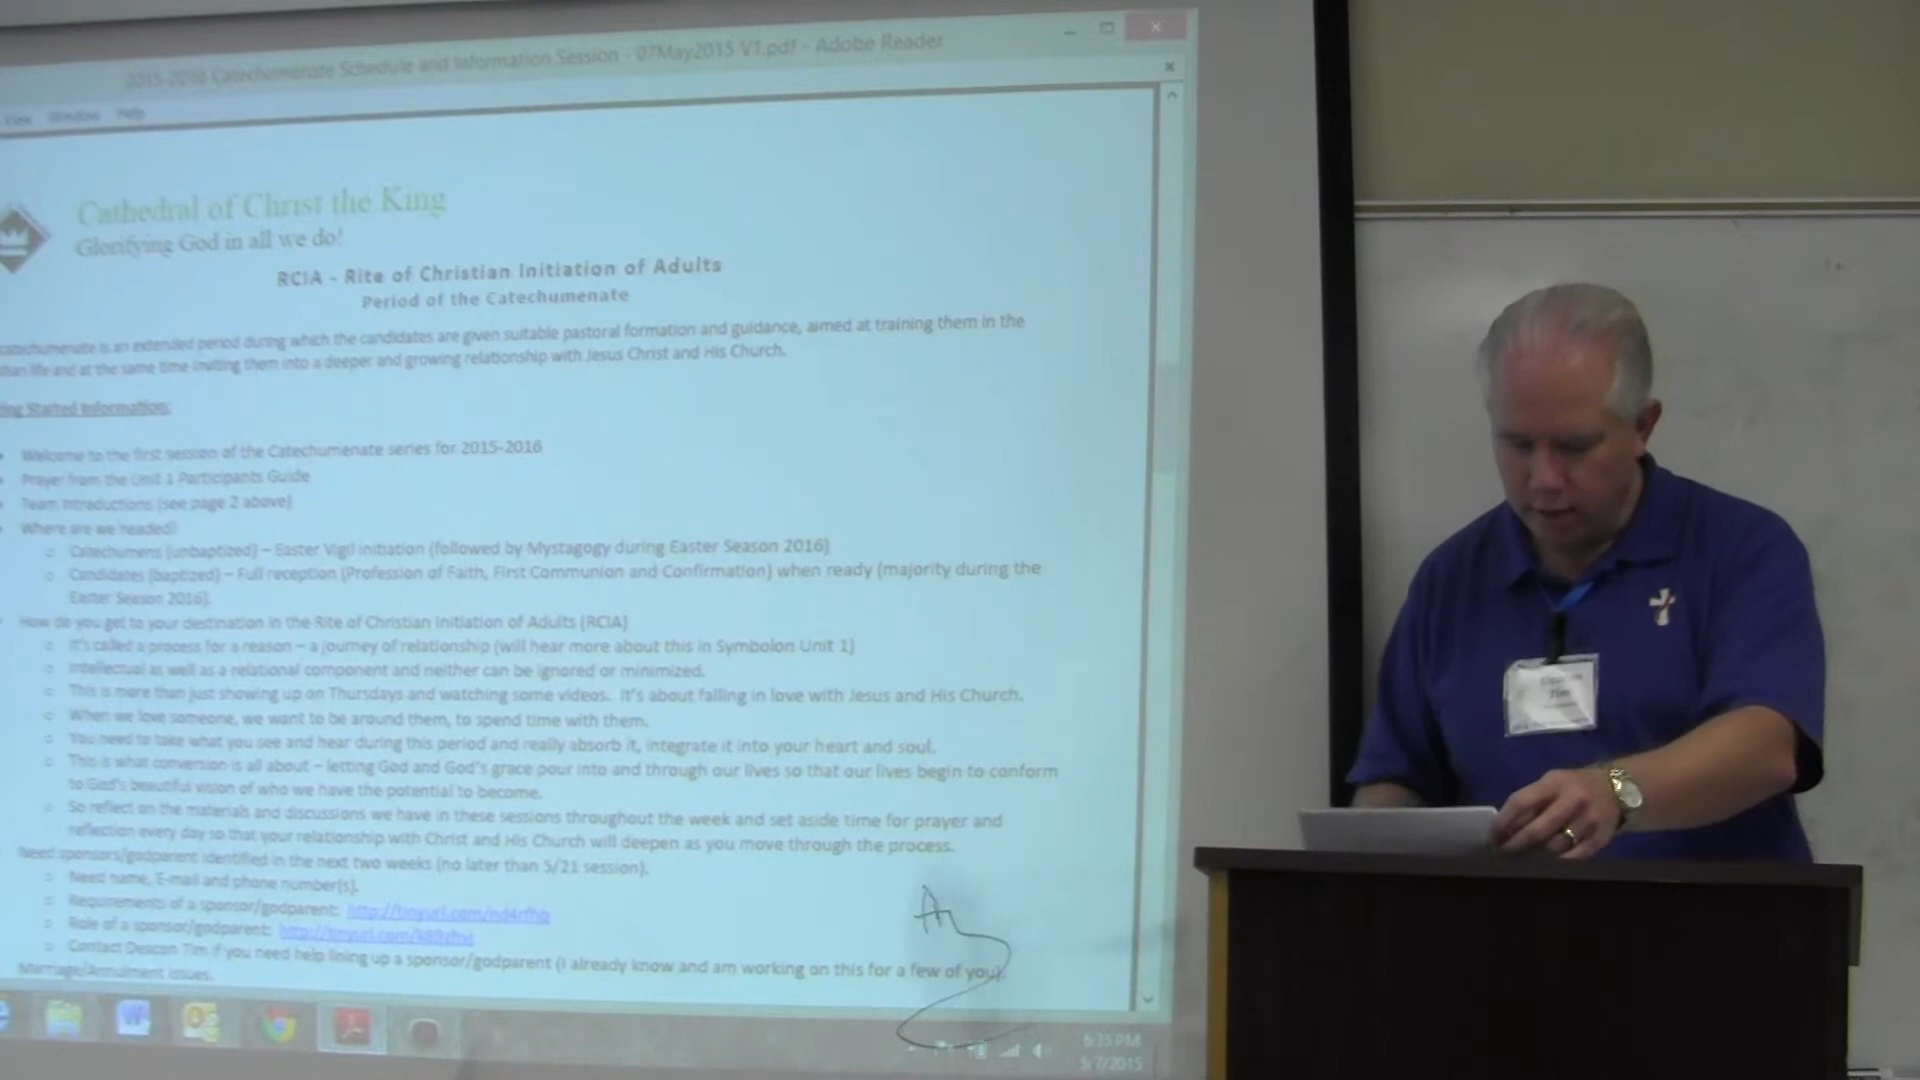 2015-2016 Catechumenate Schedule and Information Session - 07May2015 V1.pdf - Adobe Reader
View Window Help
Cathedral of Christ the King
Glorifying God in all we do!
RCIA - Rite of Christian Initiation of Adults
Period of the Catechumenate
catechumenate is an extended period during which the candidates are given suitable pastoral formation and guidance, aimed at training them in the
life and at the same time inviting them into a deeper and growing relationship with Jesus Christ and His Church.
Started Information:
Welcome to the first session of the Catechumenate series for 2015-2016
Prayer from the Unit 1 Participants Guide
Team Introductions (see page 2 above)
Where are we headed?
Catechumens (unbaptized) – Easter Vigil initiation (followed by Mystagogy during Easter Season 2016)
Candidates (baptized) – Full reception (Profession of Faith, First Communion and Confirmation) when ready (majority during the
Easter Season 2016).
How do you get to your destination in the Rite of Christian Initiation of Adults (RCIA)
It's called a process for a reason – a journey of relationship (will hear more about this in Symbolon Unit 1)
Intellectual as well as a relational component and neither can be ignored or minimized.
This is more than just showing up on Thursdays and watching some videos. It's about falling in love with Jesus and His Church.
When we love someone, we want to be around them, to spend time with them.
You need to take what you see and hear during this period and really absorb it, integrate it into your heart and soul.
This is what conversion is all about – letting God and God's grace pour into and through our lives so that our lives begin to conform
to God's beautiful vision of who we have the potential to become.
So reflect on the materials and discussions we have in these sessions throughout the week and set aside time for prayer and
reflection every day so that your relationship with Christ and His Church will deepen as you move through the process.
Need sponsors/godparent identified in the next two weeks (no later than 5/21 session).
Need name, E-mail and phone number(s).
Requirements of a sponsor/godparent: http://tinyurl.com/nd4rfhb
Role of a sponsor/godparent:
Contact Deacon Tim if you need help lining up a sponsor/godparent (I already know and am working on this for a few of you).
Marriage/Annulment issues.
6:35 PM
5/7/2015
Tim